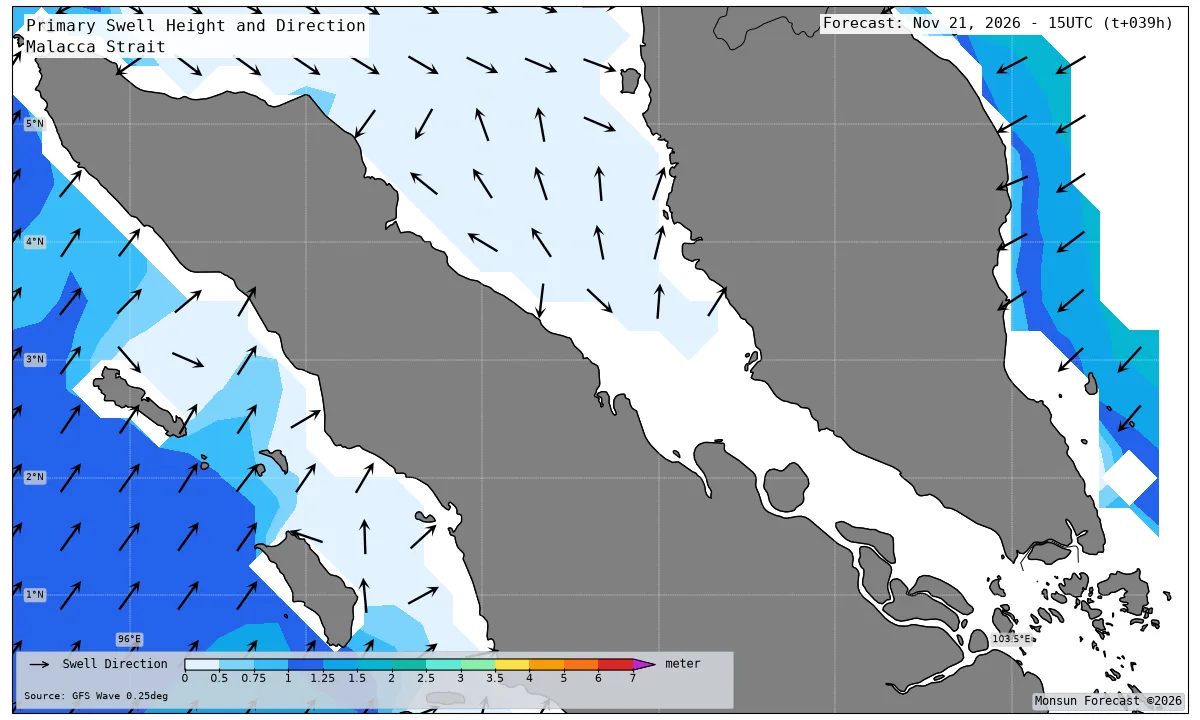 Primary Swell Height and Direction
Malacca Strait
Forecast: Nov 21, 2026 - 15UTC (t+039h)
5°N
4°N
3°N
2°N
1°N
96°E
103.5°E
Swell Direction
0 0.5 0.75 1 1.25 1.5 2 2.5 3 3.5 4 5 6 7
meter
Source: GFS Wave 0.25deg
Monsun Forecast ©2026